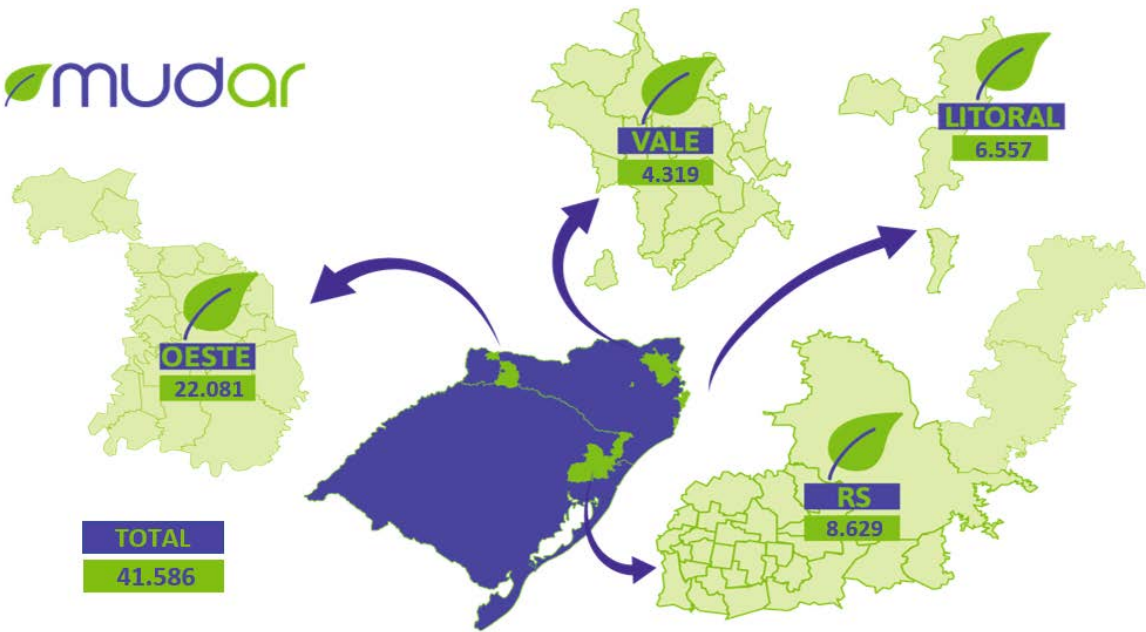 mudar
VALE
4.319
LITORAL
6.557
OESTE
22.081
RS
8.629
TOTAL
41.586